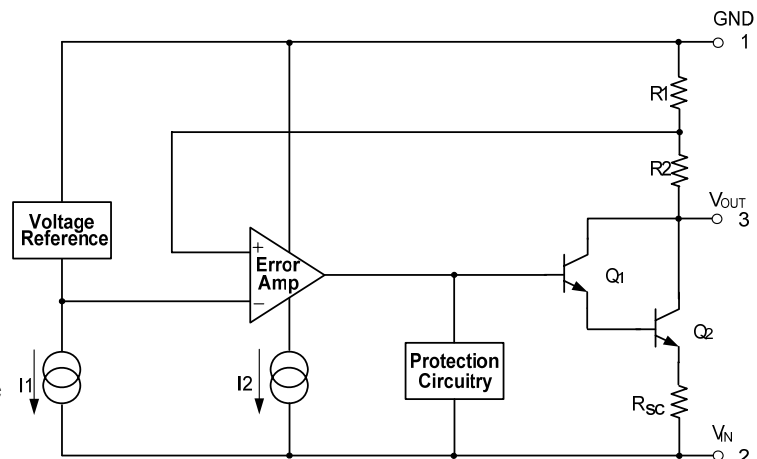 GND
1
R1
R2
VOUT
3
Voltage
Reference
+
Error
Amp
−
Q1
Q2
Protection
Circuitry
I1
I2
RSC
VIN
2